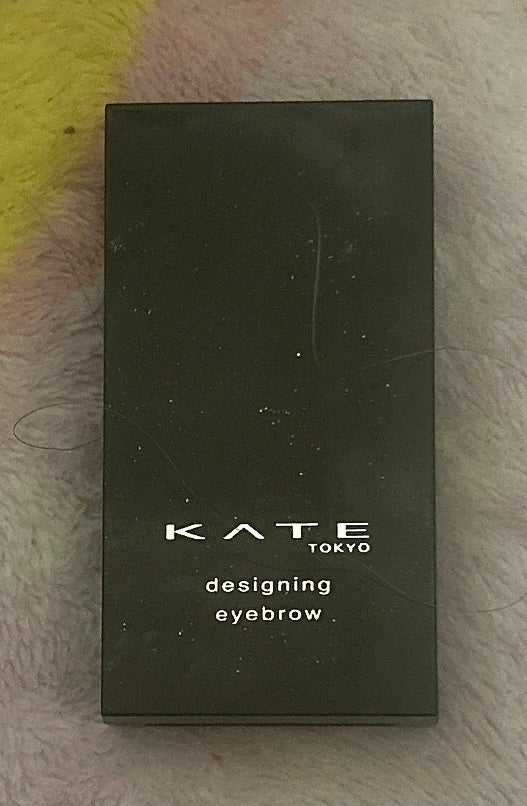 KATE
TOKYO
designing
eyebrow